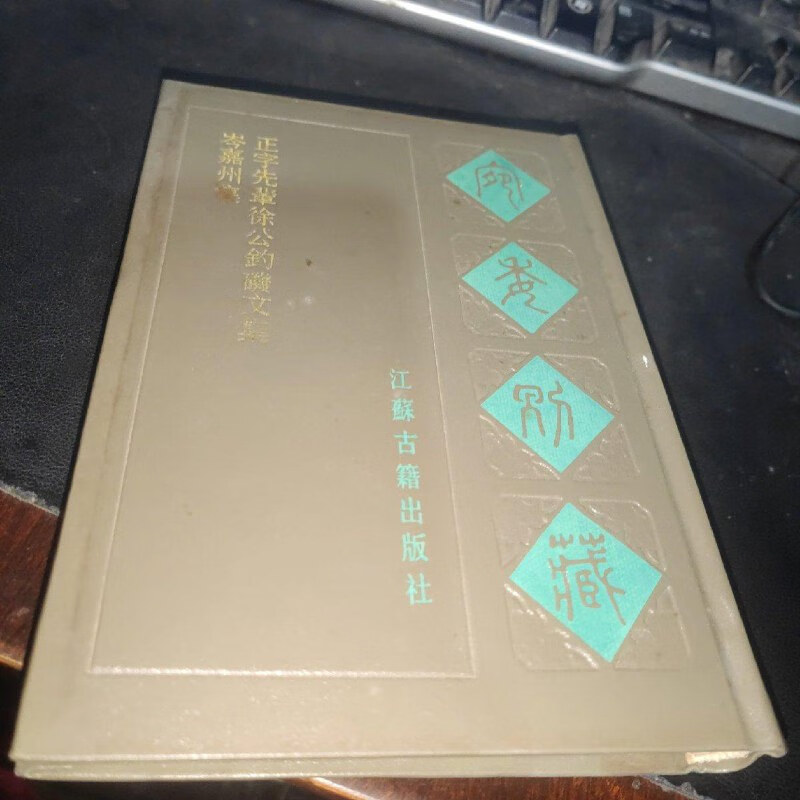 宛委別藏
正字先輩徐公釣磯文集
岑嘉州集
江蘇古籍出版社